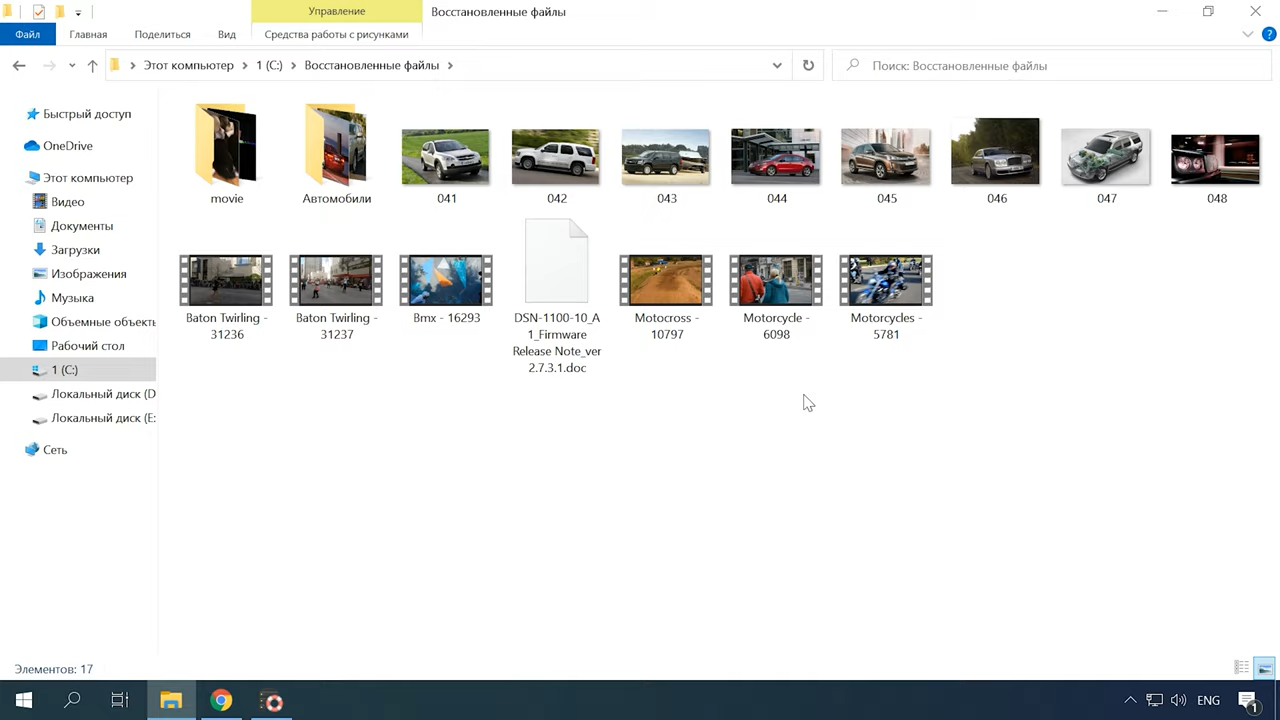 Управление
Восстановленные файлы
Файл
Главная
Поделиться
Вид
Средства работы с рисунками
Этот компьютер
1 (C:)
Восстановленные файлы
Поиск: Восстановленные файлы
Быстрый доступ
OneDrive
Этот компьютер
Видео
Документы
Загрузки
Изображения
Музыка
Объемные объекть
Рабочий стол
1 (C:)
Локальный диск (D
Локальный диск (E:
Сеть
movie
Автомобили
041
042
043
044
045
046
047
048
Baton Twirling -
31236
Baton Twirling -
31237
Bmx - 16293
DSN-1100-10_A
1_Firmware
Release Note_ver
2.7.3.1.doc
Motocross -
10797
Motorcycle -
6098
Motorcycles -
5781
Элементов: 17
ENG
1